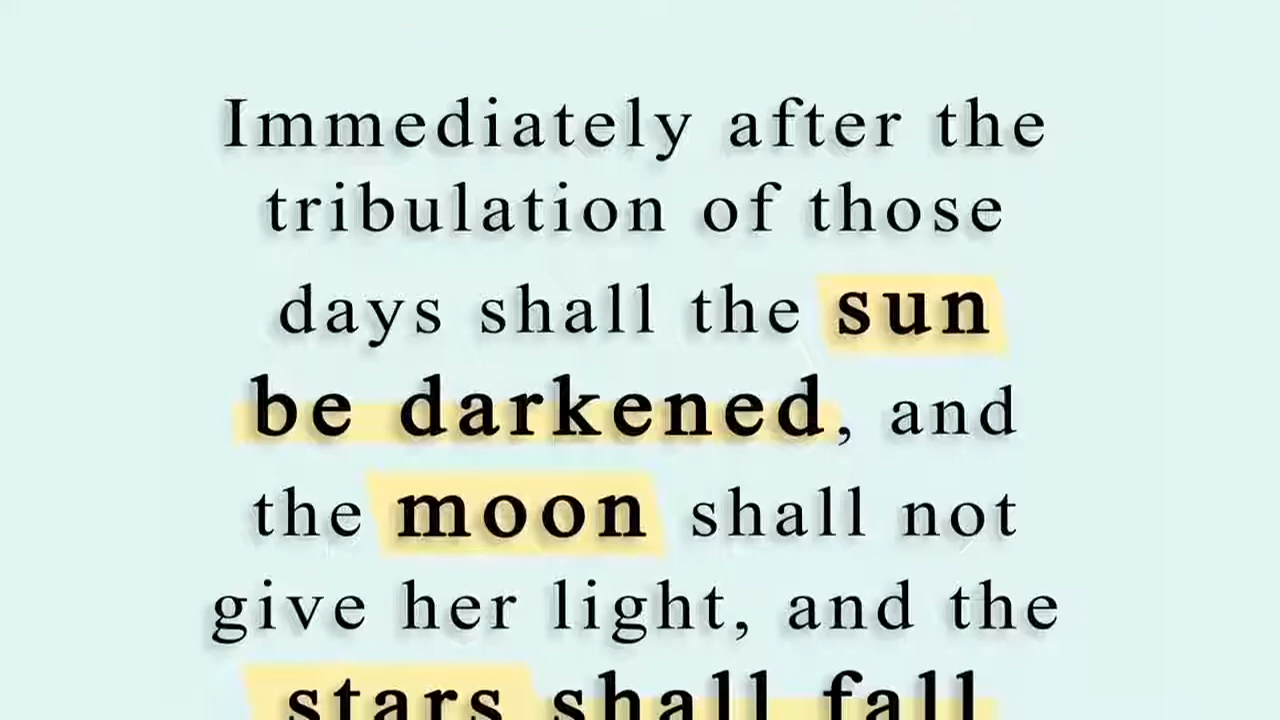 Immediately after the
tribulation of those
days shall the sun
be darkened, and
the moon shall not
give her light, and the
stars shall fall